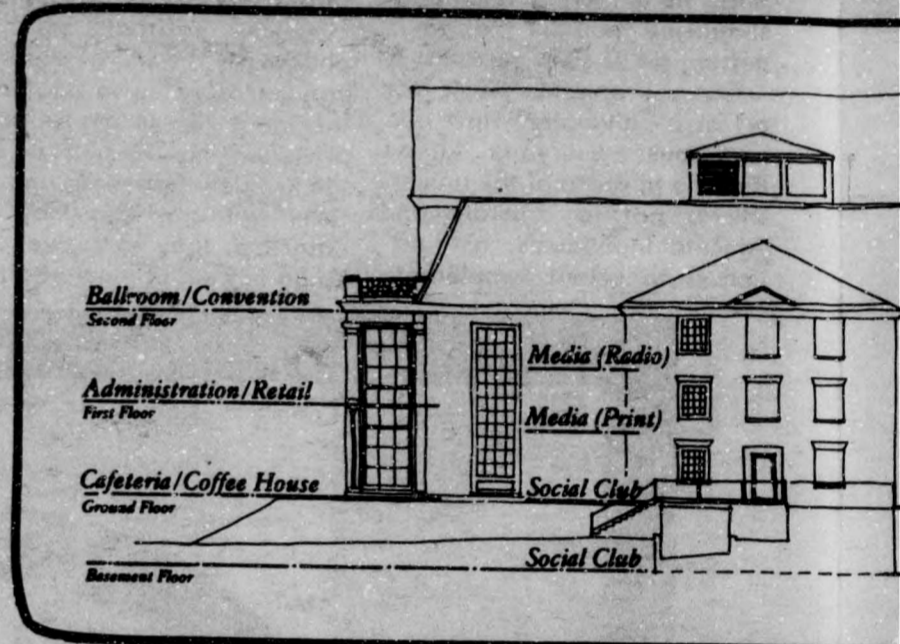 Ballroom/Convention
Second Floor
Media (Radio)
Administration/Retail
First Floor
Media (Print)
Cafeteria/Coffee House
Ground Floor
Social Club
Social Club
Basement Floor